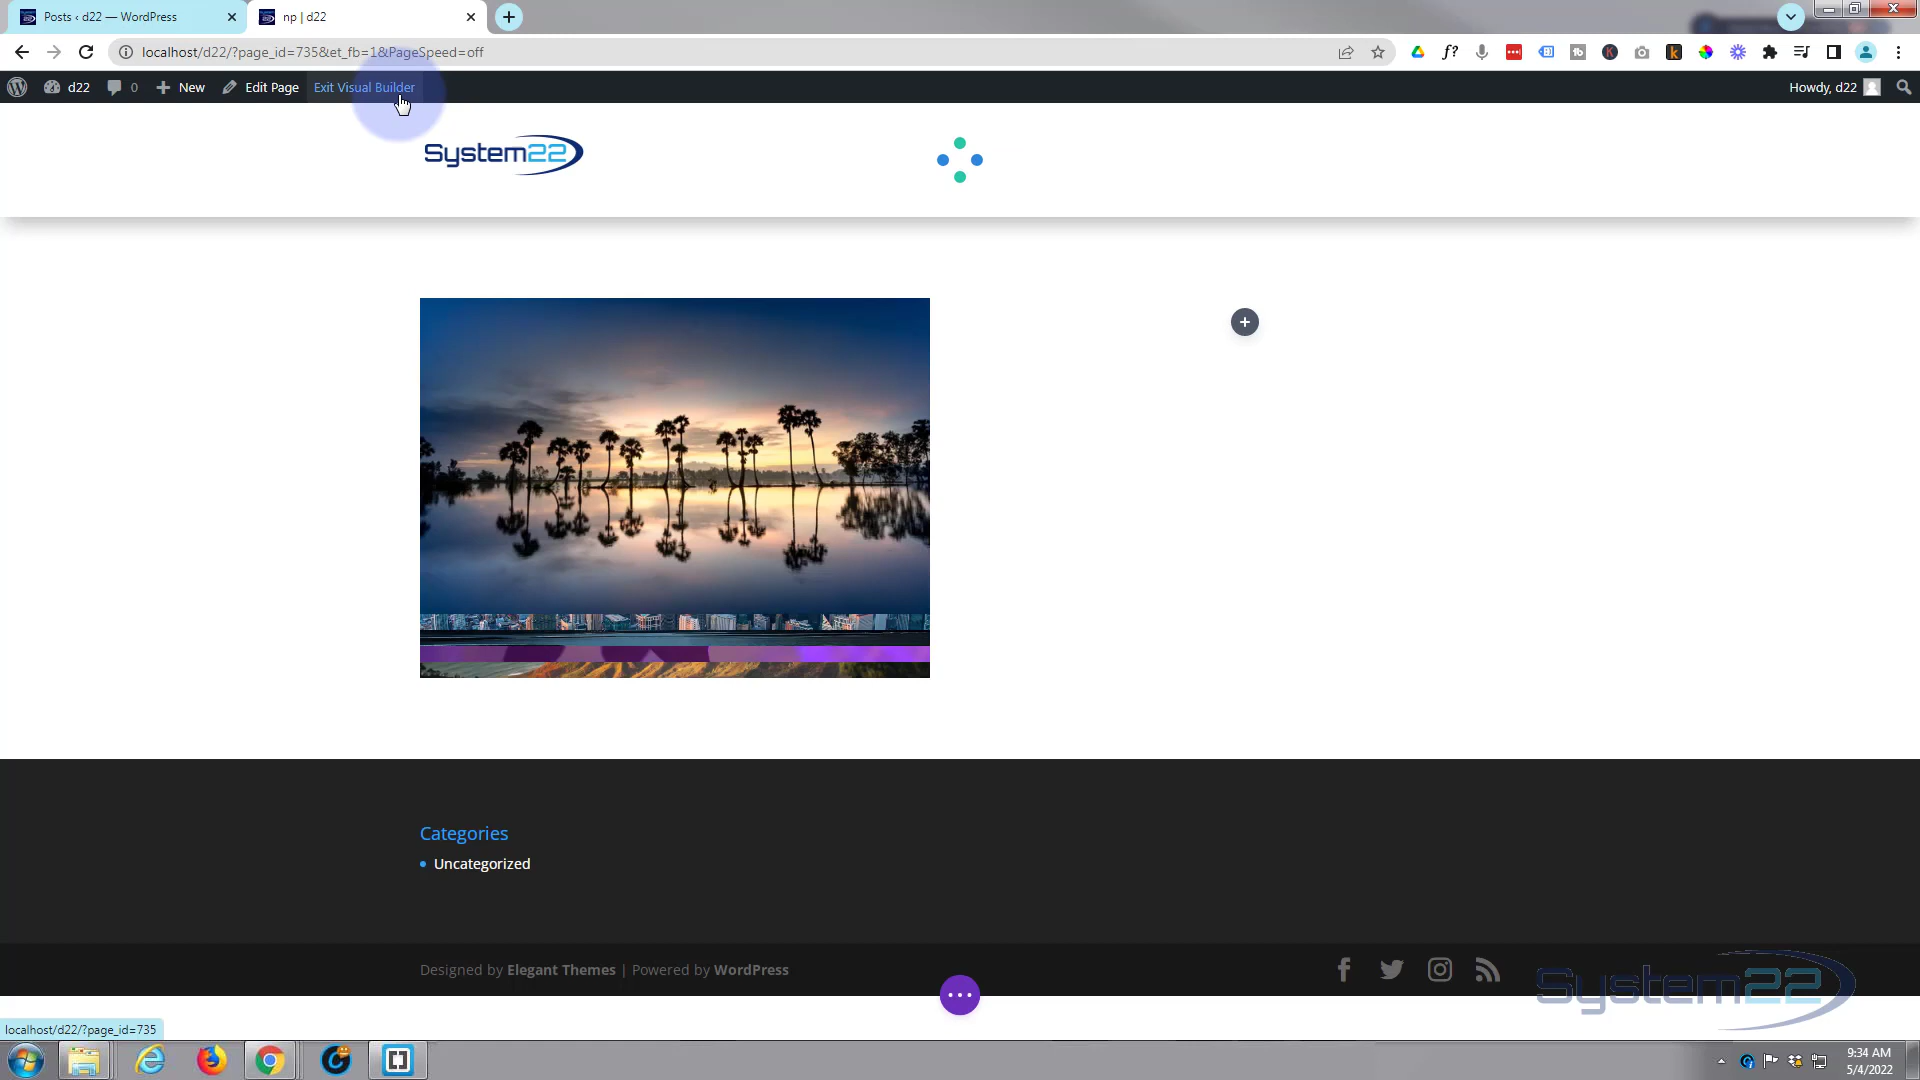 Posts ‹ d22 — WordPress
np | d22
localhost/d22/?page_id=735&et_fb=1&PageSpeed=off
d22
0
New
Edit Page
Exit Visual Builder
Howdy, d22
System22
Categories
Uncategorized
Designed by Elegant Themes | Powered by WordPress
System22
localhost/d22/?page_id=735
9:34 AM
5/4/2022